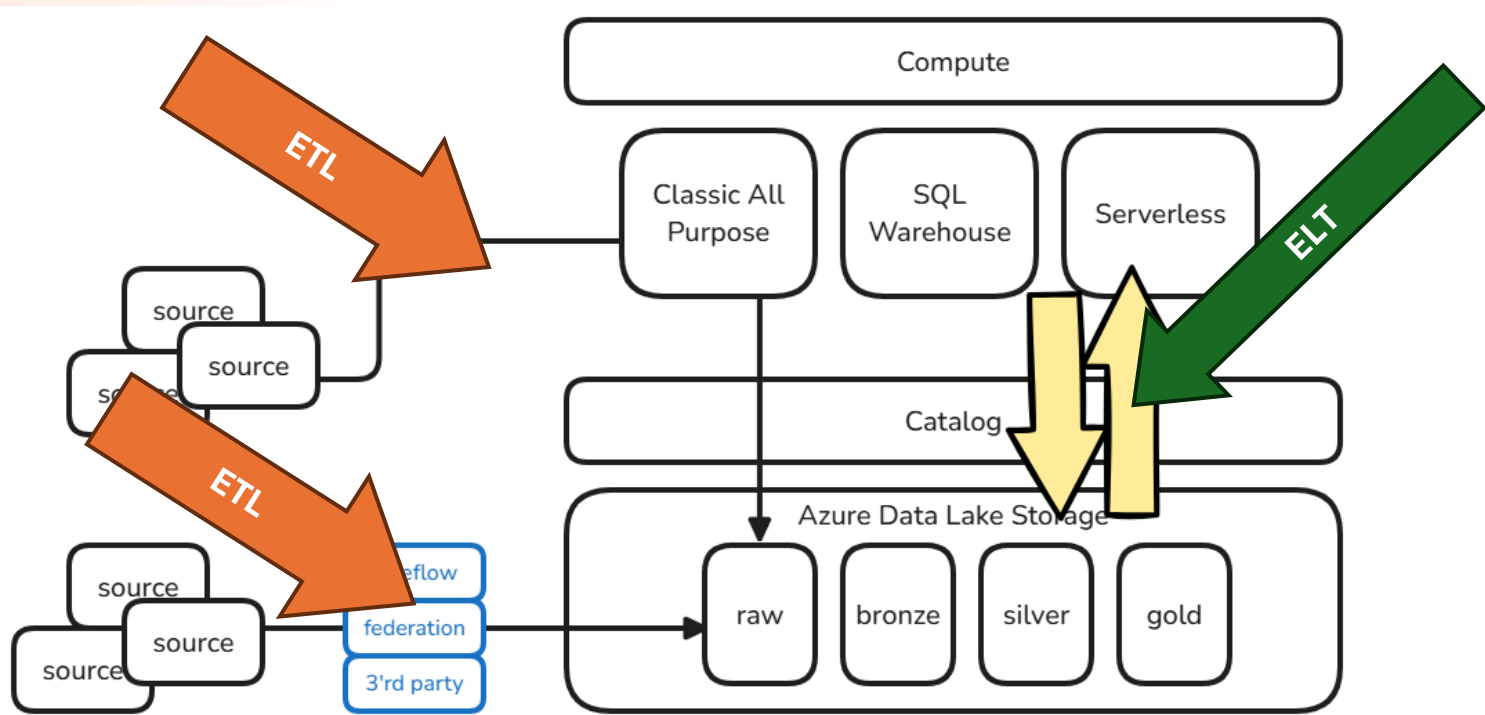 Compute
ETL
Classic All
Purpose
SQL
Warehouse
Serverless
ELT
source
source
Catalog
ETL
Azure Data Lake Storage
source
eflow
raw
bronze
silver
gold
federation
source
source
3'rd party